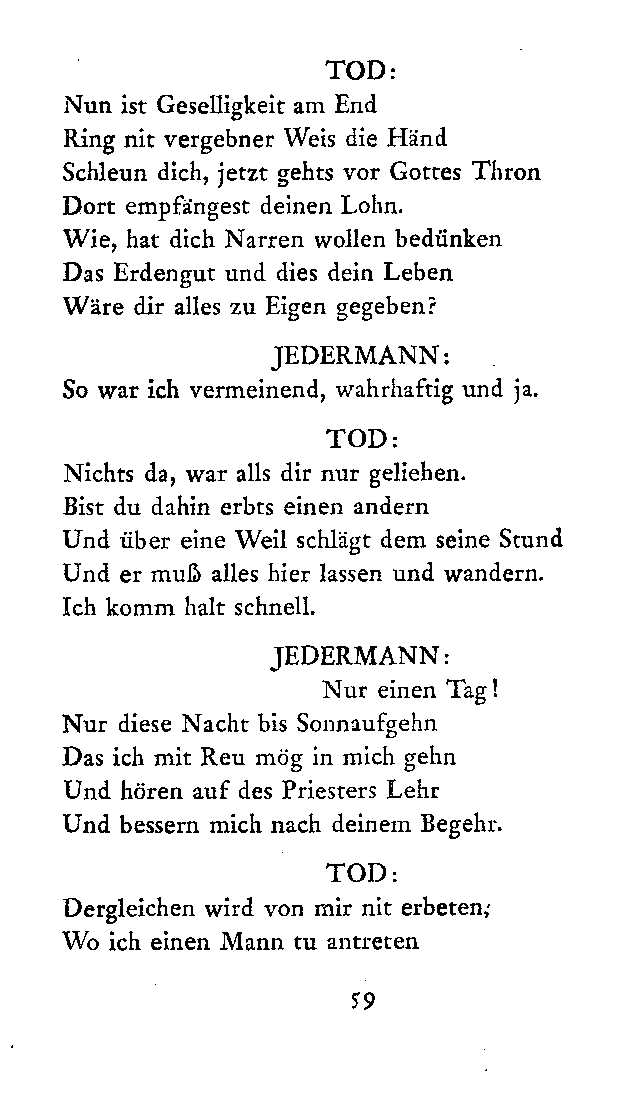 TOD:
Nun ist Geselligkeit am End
Ring nit vergebner Weis die Händ
Schleun dich, jetzt gehts vor Gottes Thron
Dort empfängest deinen Lohn.
Wie, hat dich Narren wollen bedünken
Das Erdengut und dies dein Leben
Wäre dir alles zu Eigen gegeben?
JEDERMANN:
So war ich vermeinend, wahrhaftig und ja.
TOD:
Nichts da, war alls dir nur geliehen.
Bist du dahin erbts einen andern
Und über eine Weil schlägt dem seine Stund
Und er muß alles hier lassen und wandern.
Ich komm halt schnell.
JEDERMANN:
Nur einen Tag!
Nur diese Nacht bis Sonnaufgehn
Das ich mit Reu mög in mich gehn
Und hören auf des Priesters Lehr
Und bessern mich nach deinem Begehr.
TOD:
Dergleichen wird von mir nit erbeten;
Wo ich einen Mann tu antreten
59